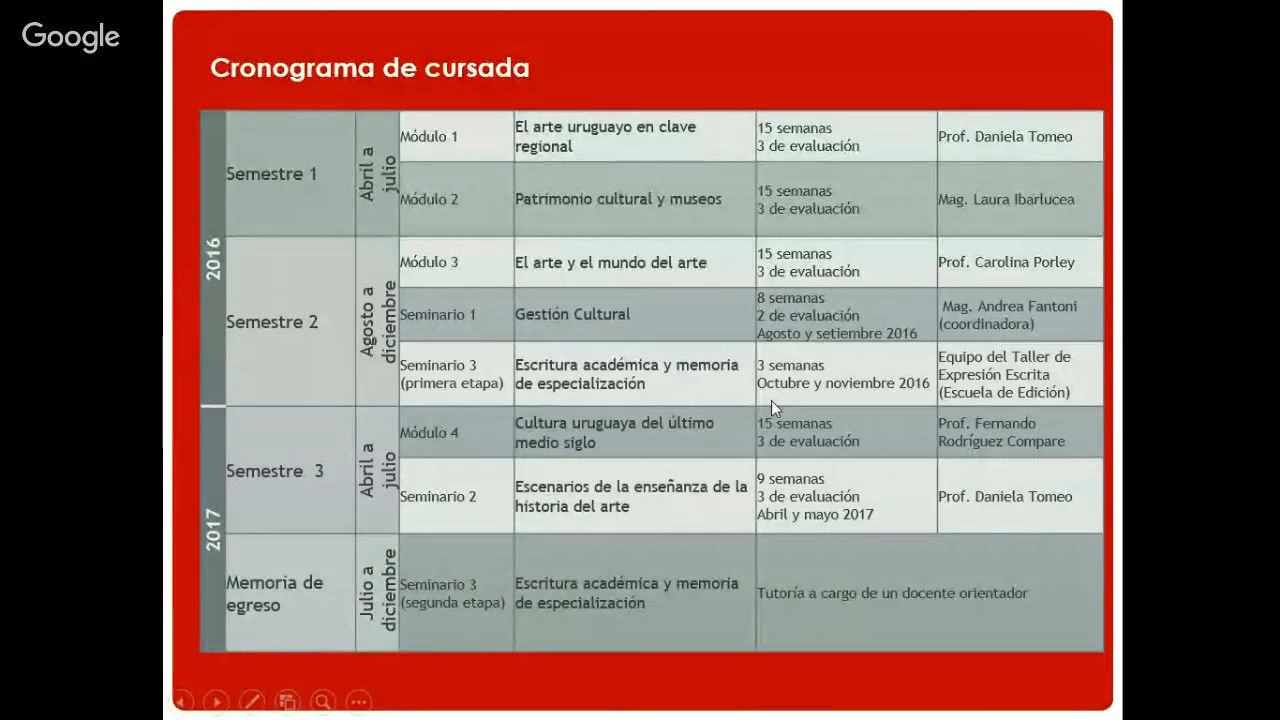 Google
Cronograma de cursada
2016
Semestre 1
Abril a
julio
Módulo 1
El arte uruguayo en clave
regional
15 semanas
3 de evaluación
Prof. Daniela Tomeo
Módulo 2
Patrimonio cultural y museos
15 semanas
3 de evaluación
Mag. Laura Ibarlucea
Semestre 2
Agosto a
diciembre
Módulo 3
El arte y el mundo del arte
15 semanas
3 de evaluación
Prof. Carolina Porley
Seminario 1
Gestión Cultural
8 semanas
2 de evaluación
Agosto y setiembre 2016
Mag. Andrea Fantoni
(coordinadora)
Seminario 3
(primera etapa)
Escritura académica y memoria
de especialización
3 semanas
Octubre y noviembre 2016
Equipo del Taller de
Expresión Escrita
(Escuela de Edición)
2017
Semestre 3
Abril a
julio
Módulo 4
Cultura uruguaya del último
medio siglo
15 semanas
3 de evaluación
Prof. Fernando
Rodríguez Compare
Seminario 2
Escenarios de la enseñanza de la
historia del arte
9 semanas
3 de evaluación
Abril y mayo 2017
Prof. Daniela Tomeo
Memoria de
egreso
Julio a
diciembre
Seminario 3
(segunda etapa)
Escritura académica y memoria
de especialización
Tutoría a cargo de un docente orientador